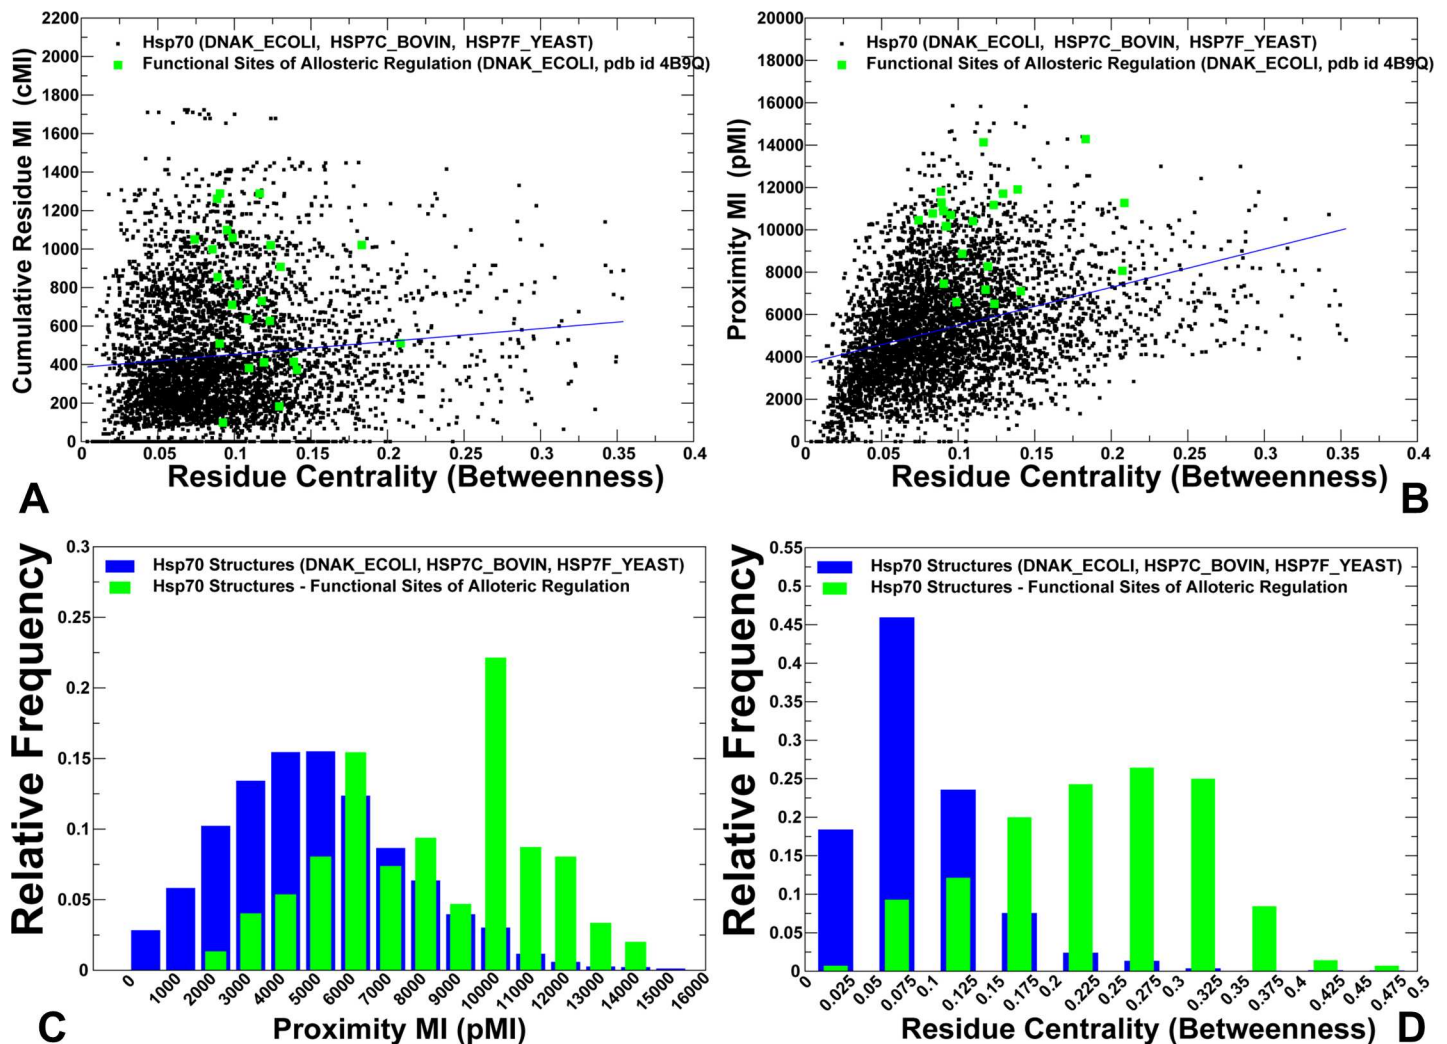 2200
2000
1800
1600
1400
1200
1000
800
600
400
200
0
Cumulative Residue MI (cMI)
Hsp70 (DNAK_ECOLI, HSP7C_BOVIN, HSP7F_YEAST)
Functional Sites of Allosteric Regulation (DNAK_ECOLI, pdb id 4B9Q)
0 0.05 0.1 0.15 0.2 0.25 0.3 0.35 0.4
Residue Centrality (Betweenness)
A
20000
18000
16000
14000
12000
10000
8000
6000
4000
2000
0
Proximity MI (pMI)
Hsp70 (DNAK_ECOLI, HSP7C_BOVIN, HSP7F_YEAST)
Functional Sites of Allosteric Regulation (DNAK_ECOLI, pdb id 4B9Q)
0 0.05 0.1 0.15 0.2 0.25 0.3 0.35 0.4
Residue Centrality (Betweenness)
B
0.3
0.25
0.2
0.15
0.1
0.05
0
Relative Frequency
Hsp70 Structures (DNAK_ECOLI, HSP7C_BOVIN, HSP7F_YEAST)
Hsp70 Structures - Functional Sites of Alloteric Regulation
0 1000 2000 3000 4000 5000 6000 7000 8000 9000 10000 11000 12000 13000 14000 15000 16000
Proximity MI (pMI)
C
0.55
0.5
0.45
0.4
0.35
0.3
0.25
0.2
0.15
0.1
0.05
0
Relative Frequency
Hsp70 Structures (DNAK_ECOLI, HSP7C_BOVIN, HSP7F_YEAST)
Hsp70 Structures - Functional Sites of Alloteric Regulation
0 0.025 0.05 0.075 0.1 0.125 0.15 0.175 0.2 0.225 0.25 0.275 0.3 0.325 0.35 0.375 0.4 0.425 0.45 0.475 0.5
Residue Centrality (Betweenness)
D